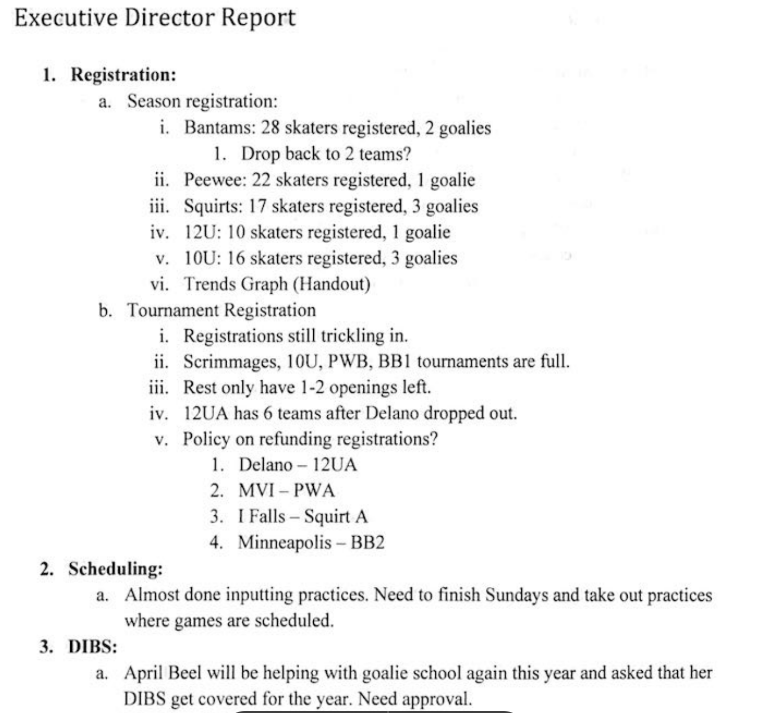 Executive Director Report
1. Registration:
a. Season registration:
i. Bantams: 28 skaters registered, 2 goalies
1. Drop back to 2 teams?
ii. Peewee: 22 skaters registered, 1 goalie
iii. Squirts: 17 skaters registered, 3 goalies
iv. 12U: 10 skaters registered, 1 goalie
v. 10U: 16 skaters registered, 3 goalies
vi. Trends Graph (Handout)
b. Tournament Registration
i. Registrations still trickling in.
ii. Scrimmages, 10U, PWB, BB1 tournaments are full.
iii. Rest only have 1-2 openings left.
iv. 12UA has 6 teams after Delano dropped out.
v. Policy on refunding registrations?
1. Delano – 12UA
2. MVI – PWA
3. I Falls – Squirt A
4. Minneapolis – BB2
2. Scheduling:
a. Almost done inputting practices. Need to finish Sundays and take out practices
where games are scheduled.
3. DIBS:
a. April Beel will be helping with goalie school again this year and asked that her
DIBS get covered for the year. Need approval.